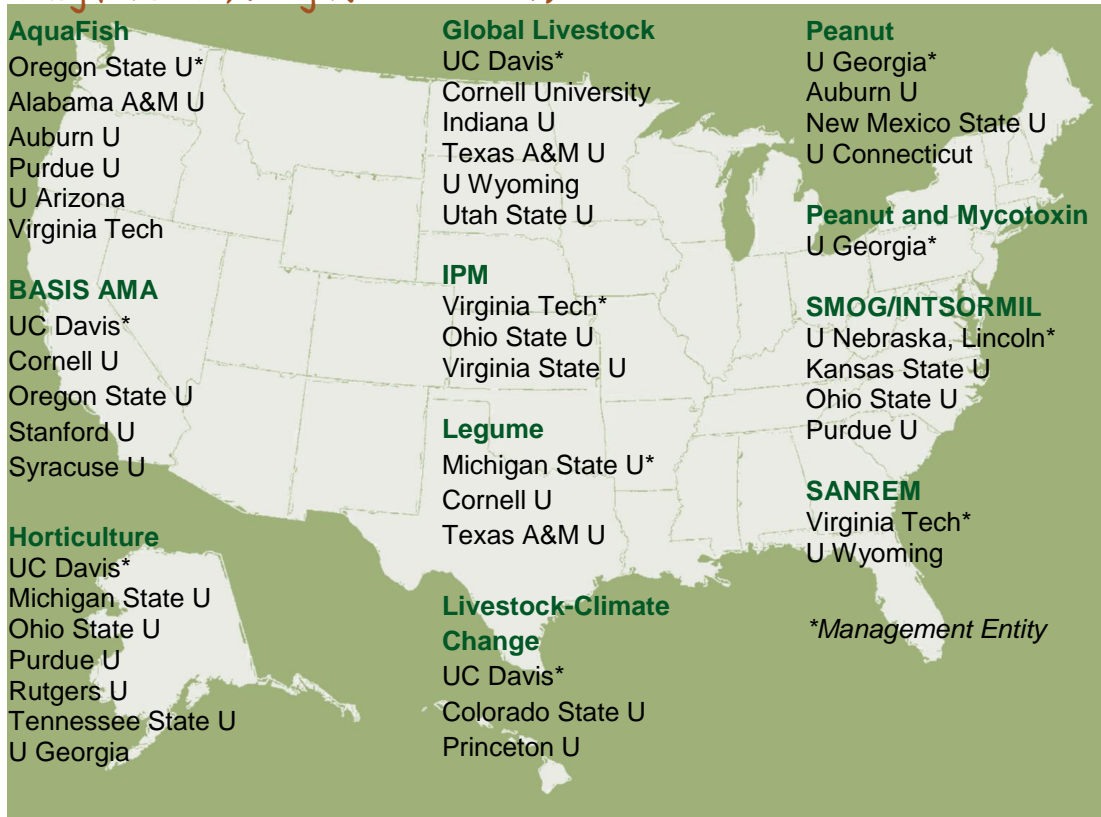 AquaFish
Oregon State U*
Alabama A&M U
Auburn U
Purdue U
U Arizona
Virginia Tech
BASIS AMA
UC Davis*
Cornell U
Oregon State U
Stanford U
Syracuse U
Horticulture
UC Davis*
Michigan State U
Ohio State U
Purdue U
Rutgers U
Tennessee State U
U Georgia
Global Livestock
UC Davis*
Cornell University
Indiana U
Texas A&M U
U Wyoming
Utah State U
IPM
Virginia Tech*
Ohio State U
Virginia State U
Legume
Michigan State U*
Cornell U
Texas A&M U
Livestock-Climate
Change
UC Davis*
Colorado State U
Princeton U
Peanut
U Georgia*
Auburn U
New Mexico State U
U Connecticut
Peanut and Mycotoxin
U Georgia*
SMOG/INTSORMIL
U Nebraska, Lincoln*
Kansas State U
Ohio State U
Purdue U
SANREM
Virginia Tech*
U Wyoming
*Management Entity